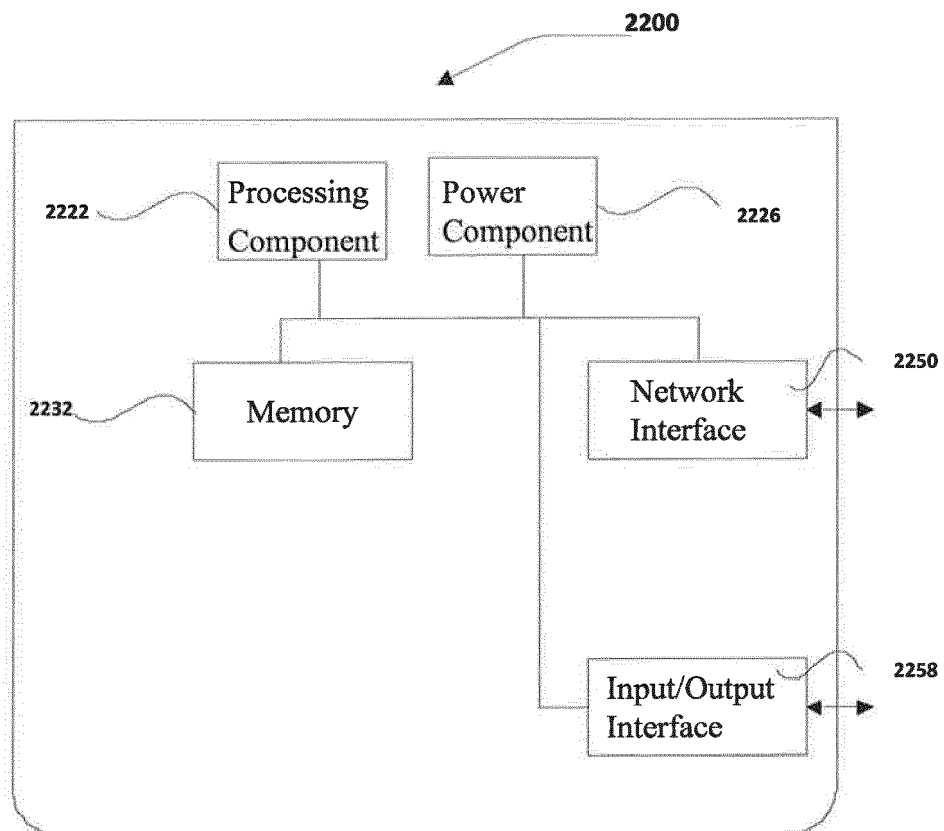 2200
2222
Processing
Component
Power
Component
2226
2232
Memory
2250
Network
Interface
2258
Input/Output
Interface